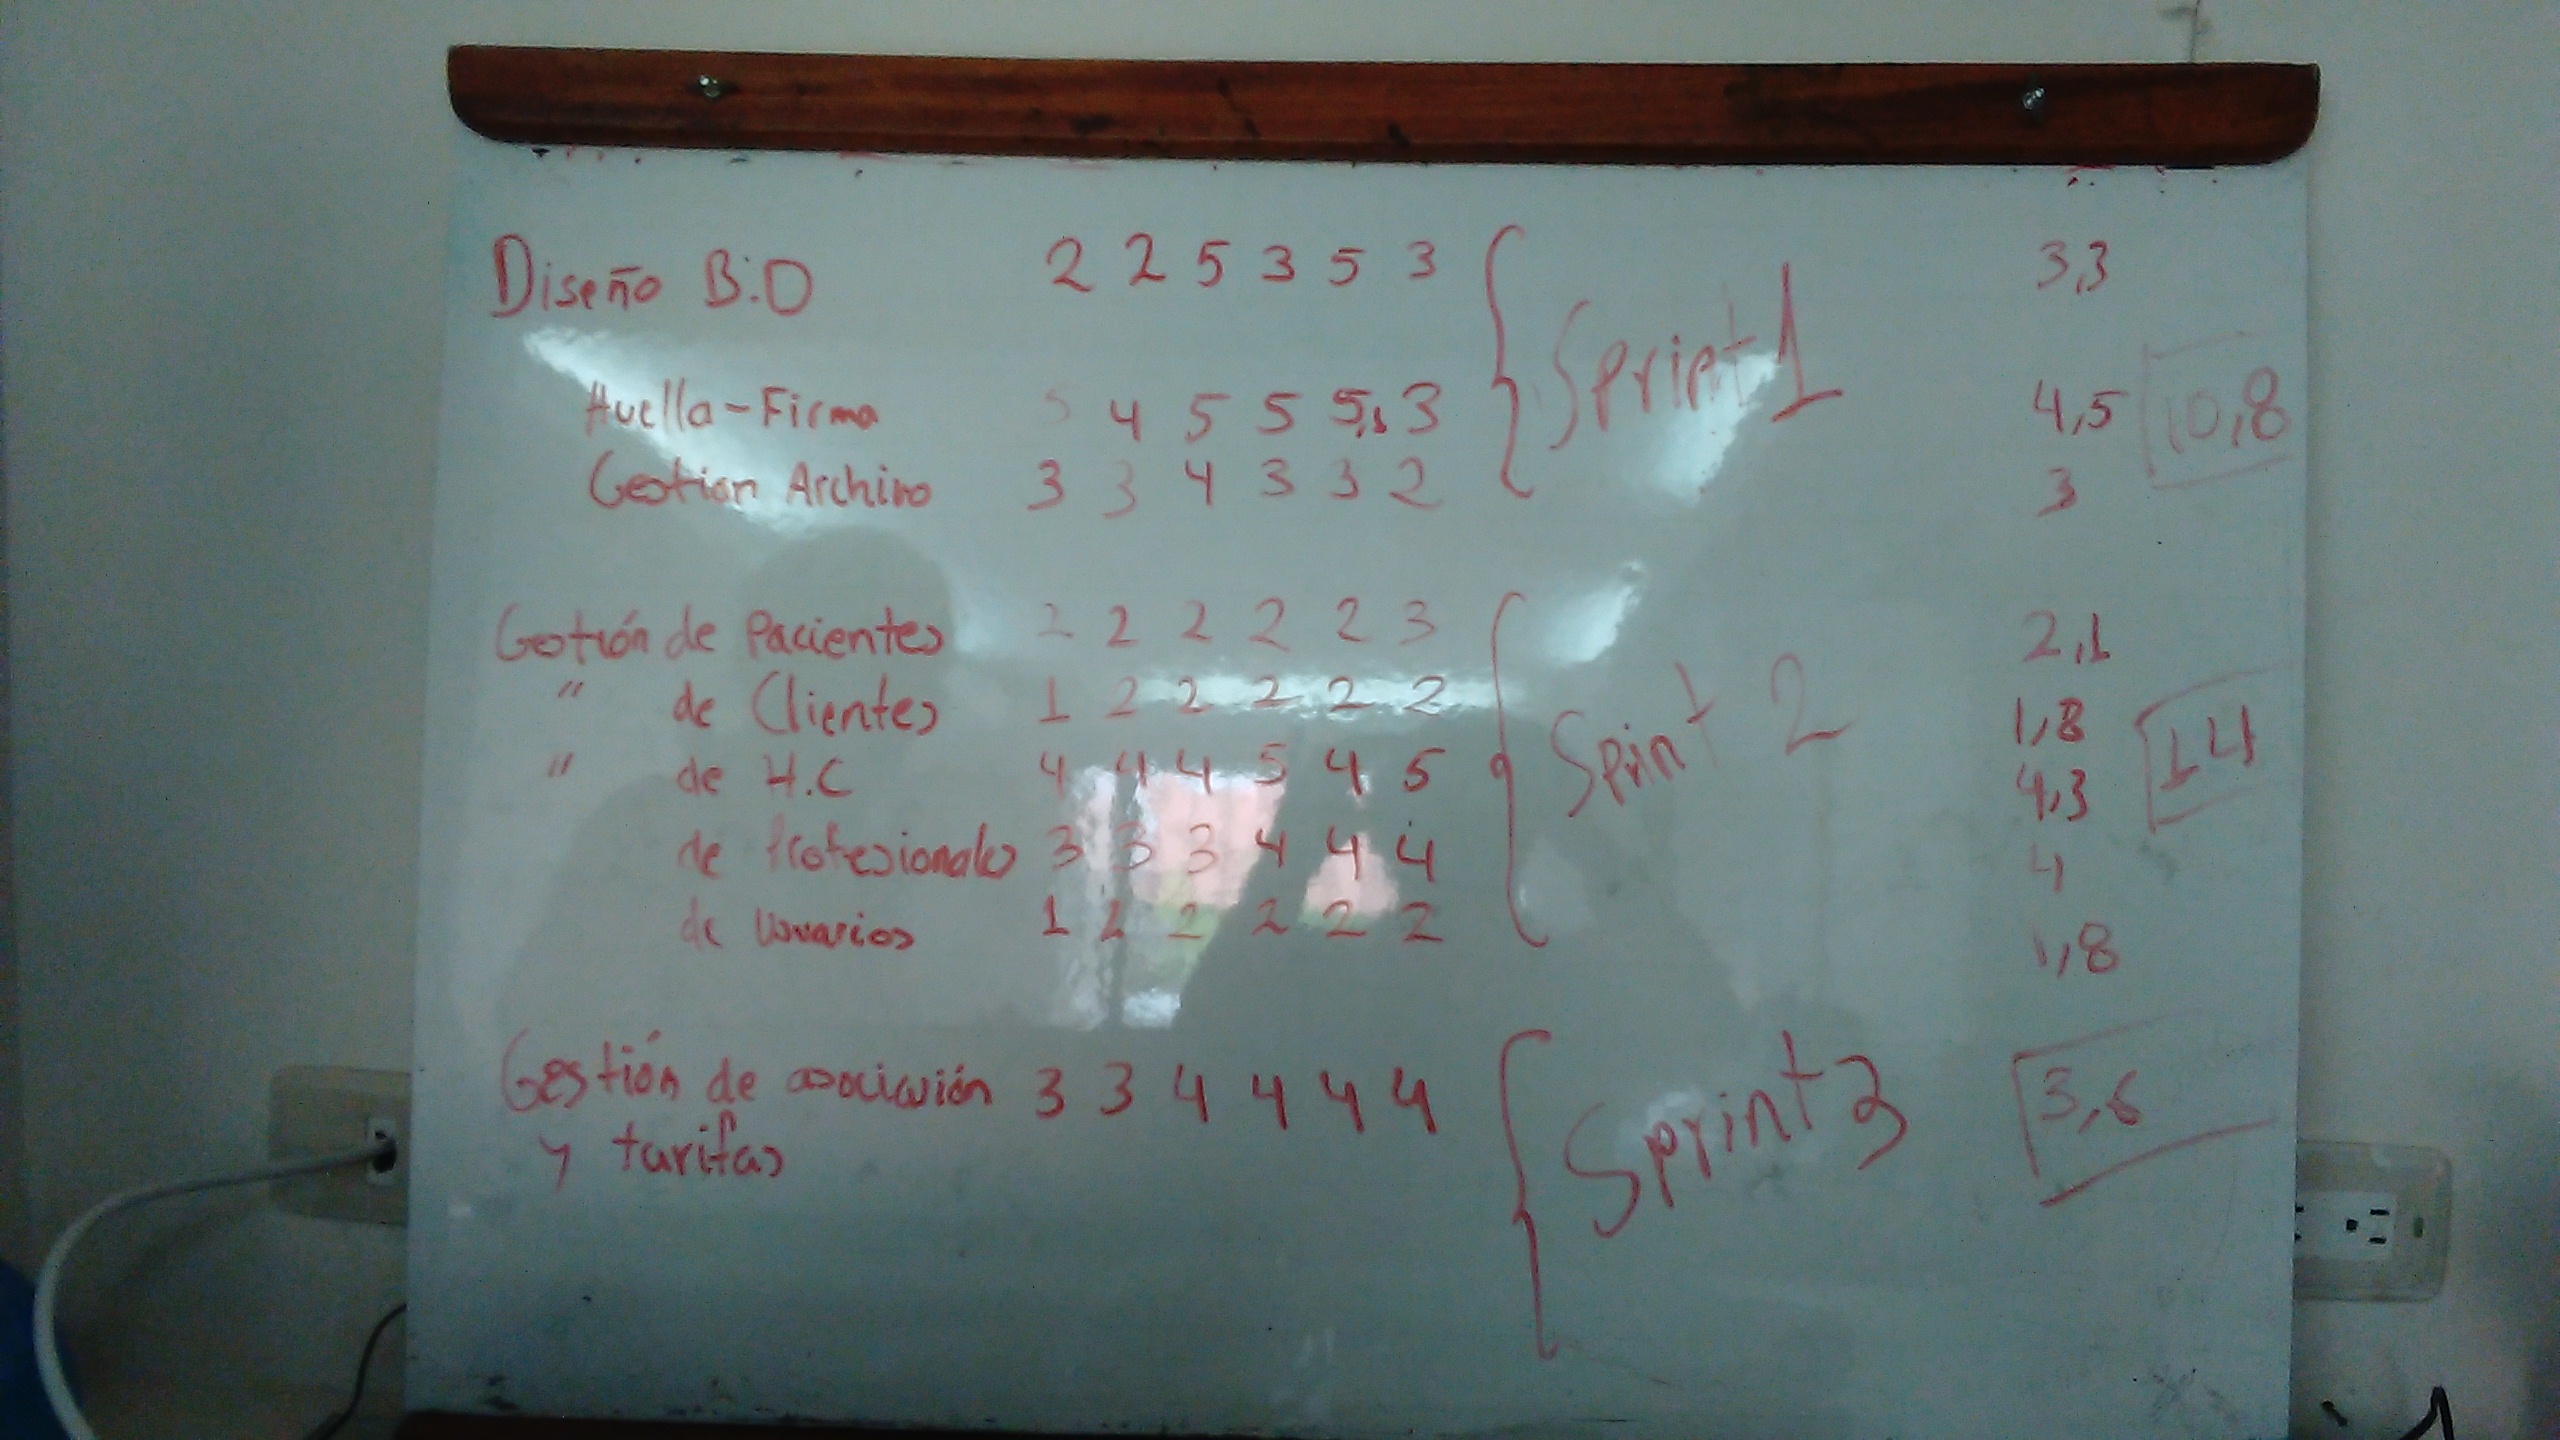 Diseño B.D 2 2 5 3 5 3 { Sprint 1 3,3
Huella-Firma 5 4 5 5 5, 3 4,5 10,8
Gestion Archivo 3 3 4 3 3 2 3
Gestión de Pacientes 2 2 2 2 2 3 { Sprint 2 2,1
" de Clientes 1 2 2 2 2 2 1,8 14
" de H.C 4 4 4 5 4 5 4,3
de Profesionales 3 3 3 4 4 4 4
de Usuarios 1 2 2 2 2 2 1,8
Gestión de asociación 3 3 4 4 4 4 { Sprint 3 3,6
y tarifas